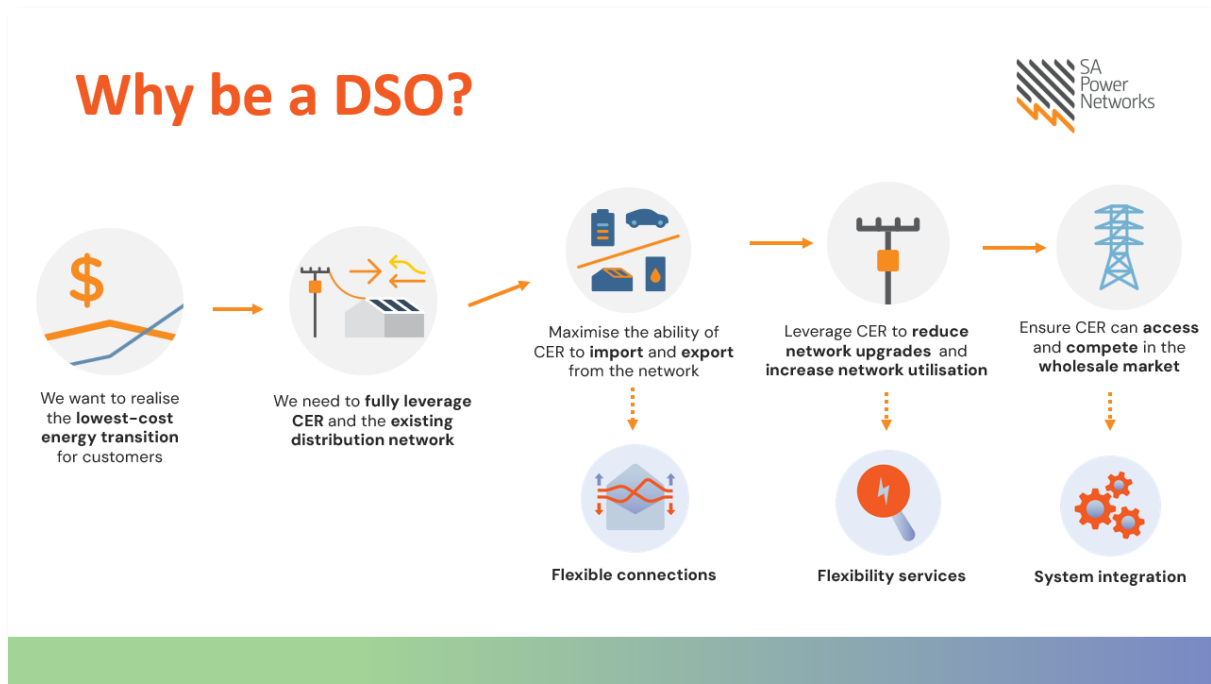 Why be a DSO?
SA
Power
Networks
We want to realise
the lowest-cost
energy transition
for customers
We need to fully leverage
CER and the existing
distribution network
Maximise the ability of
CER to import and export
from the network
Leverage CER to reduce
network upgrades and
increase network utilisation
Ensure CER can access
and compete in the
wholesale market
Flexible connections
Flexibility services
System integration